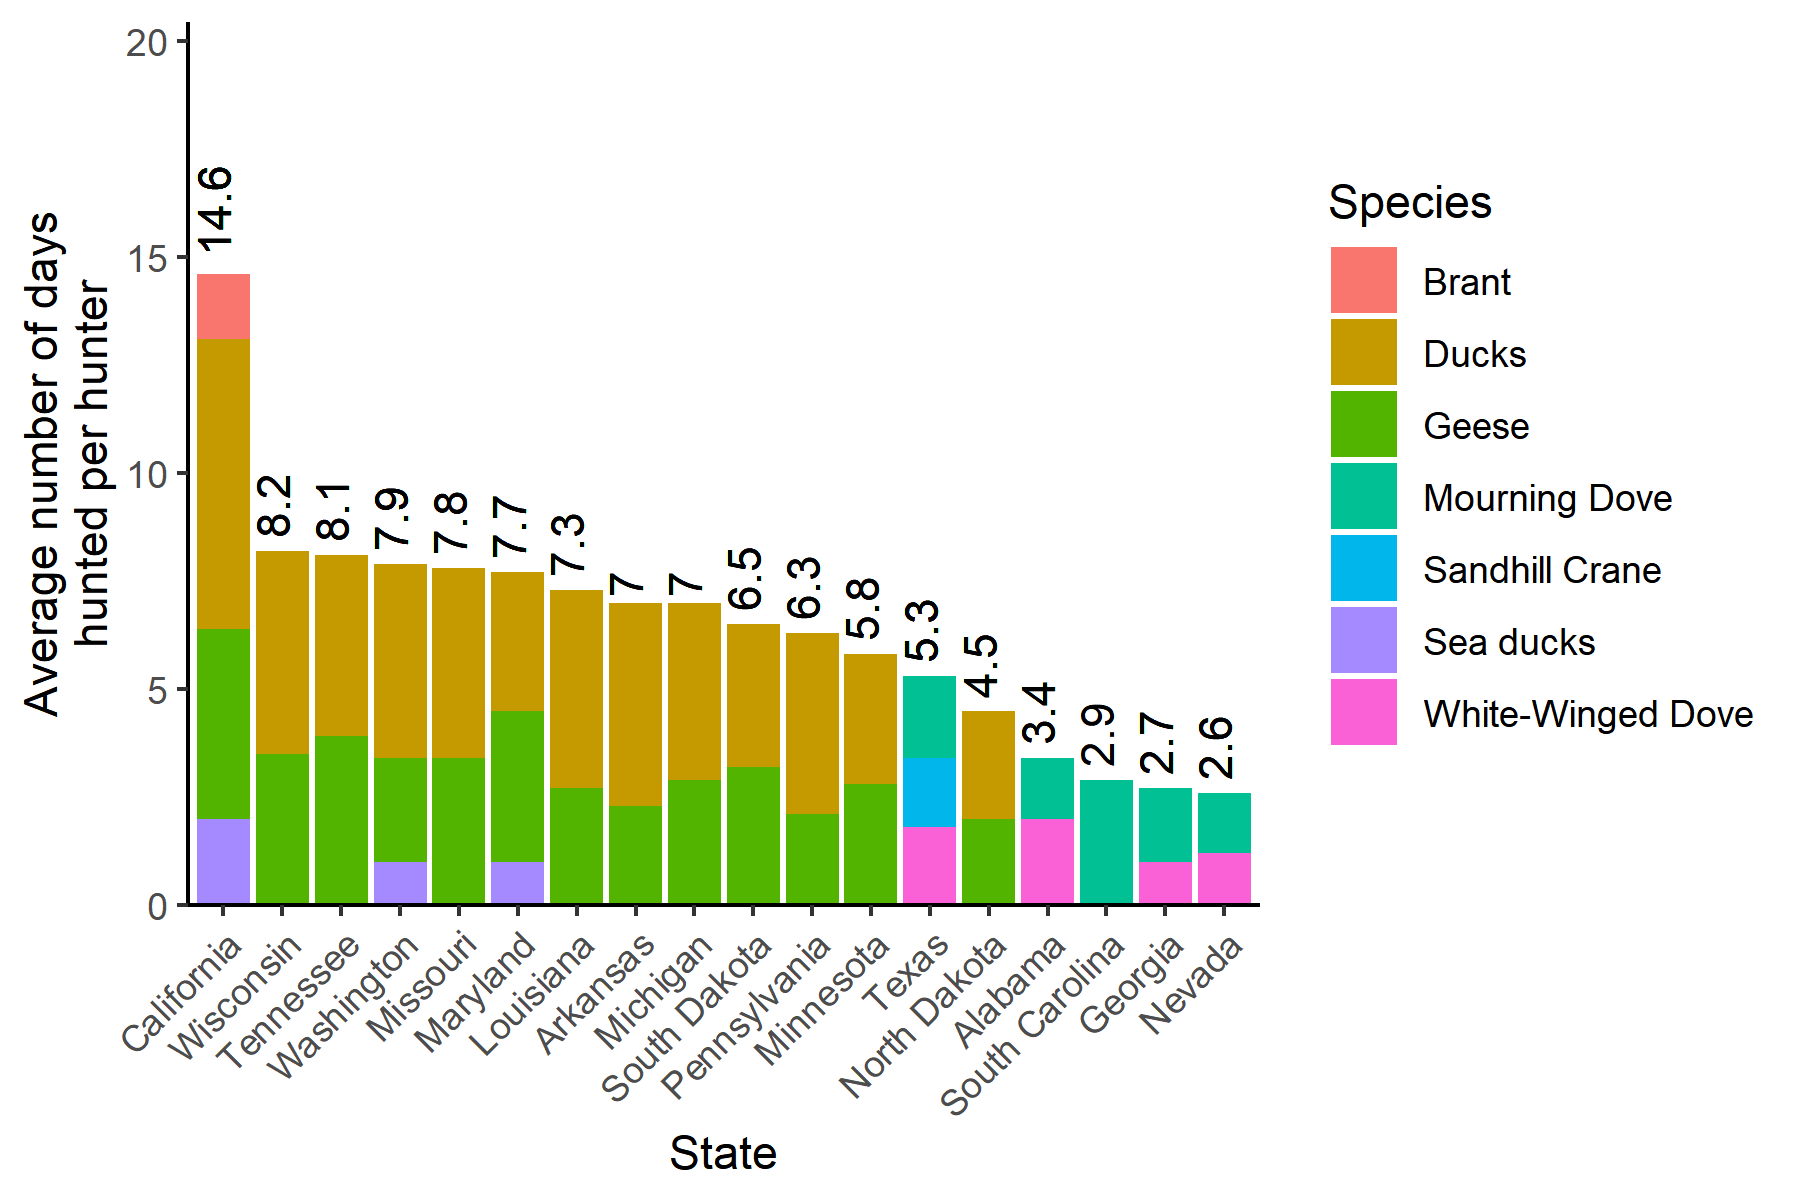 20
15
10
5
0
Average number of days
hunted per hunter
14.6
8.2
8.1
7.9
7.8
7.7
7.3
7
7
6.5
6.3
5.8
5.3
4.5
3.4
2.9
2.7
2.6
California
Wisconsin
Tennessee
Washington
Missouri
Maryland
Louisiana
Arkansas
Michigan
South Dakota
Pennsylvania
Minnesota
Texas
North Dakota
Alabama
South Carolina
Georgia
Nevada
State
Species
Brant
Ducks
Geese
Mourning Dove
Sandhill Crane
Sea ducks
White-Winged Dove